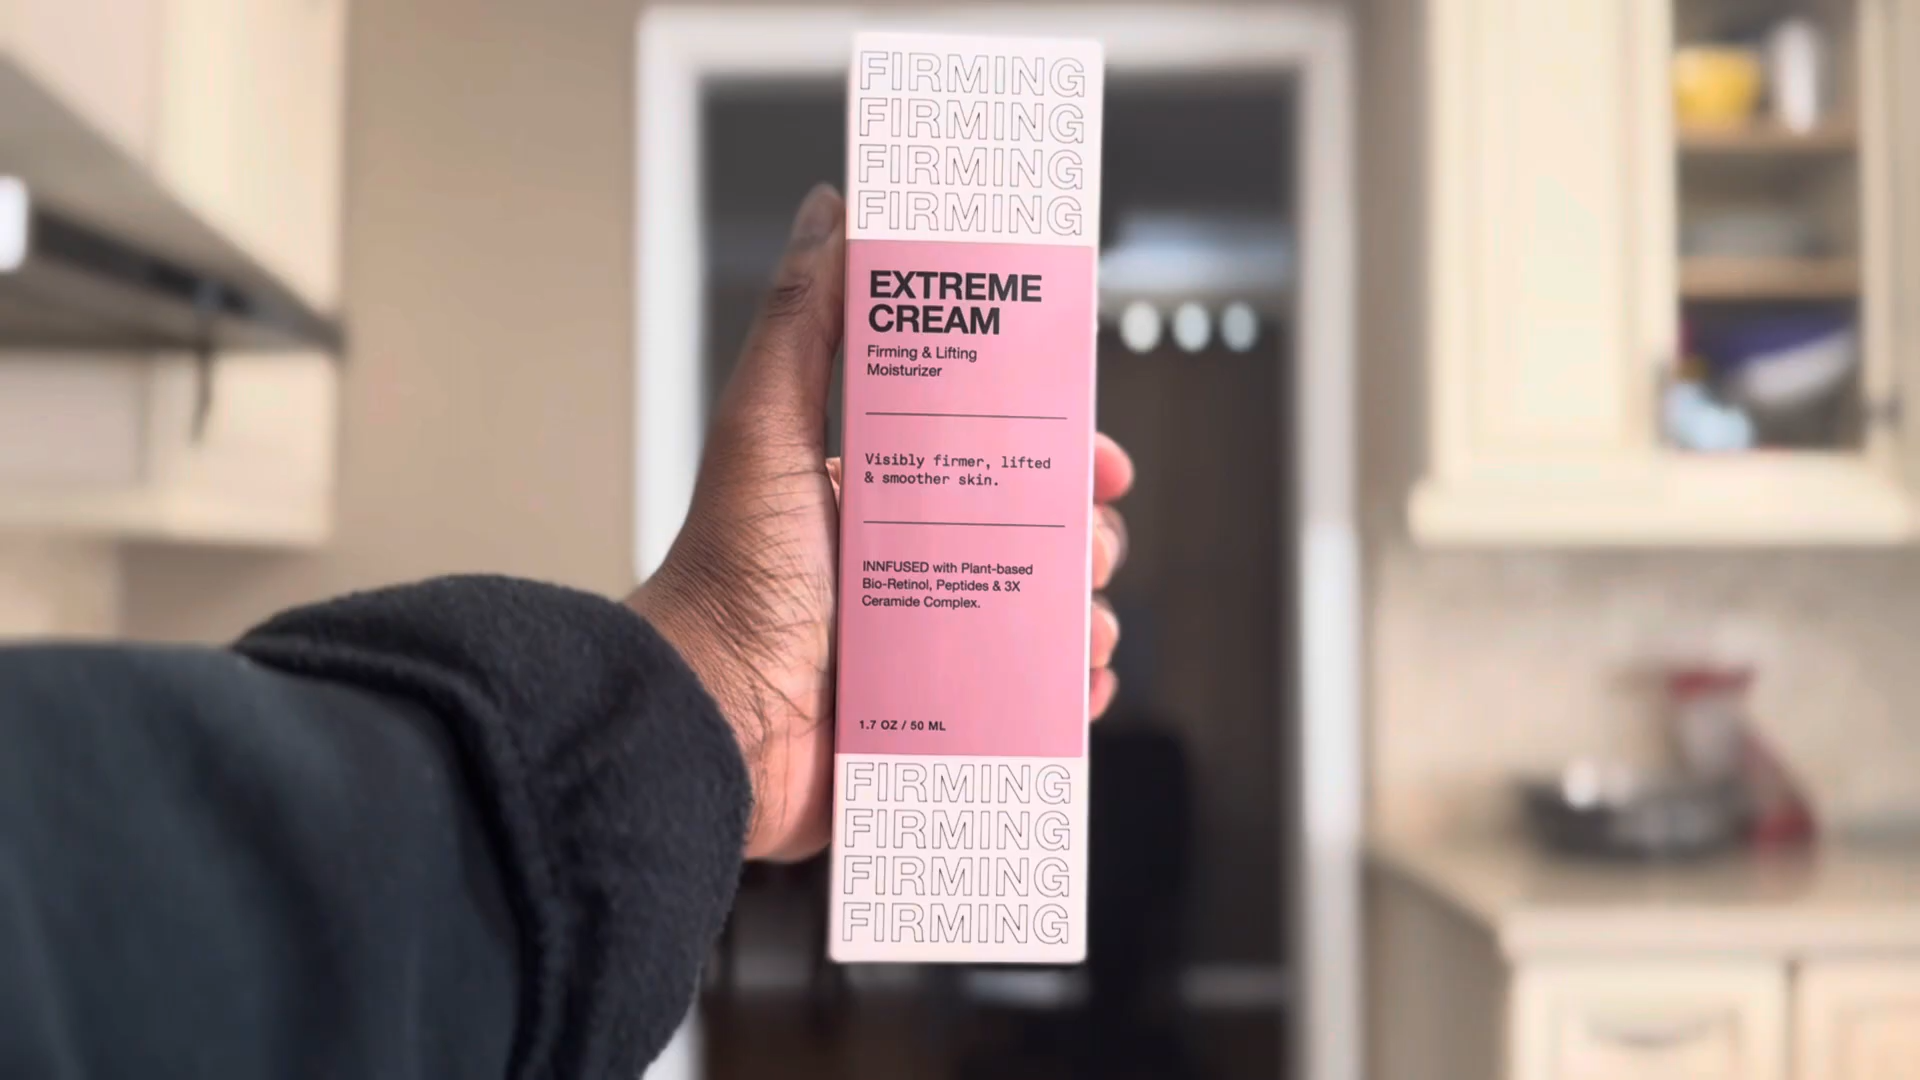 FIRMING
FIRMING
FIRMING
FIRMING
EXTREME
CREAM
Firming & Lifting
Moisturizer
Visibly firmer, lifted
& smoother skin.
INNFUSED with Plant-based
Bio-Retinol, Peptides & 3X
Ceramide Complex.
1.7 OZ / 50 ML
FIRMING
FIRMING
FIRMING
FIRMING